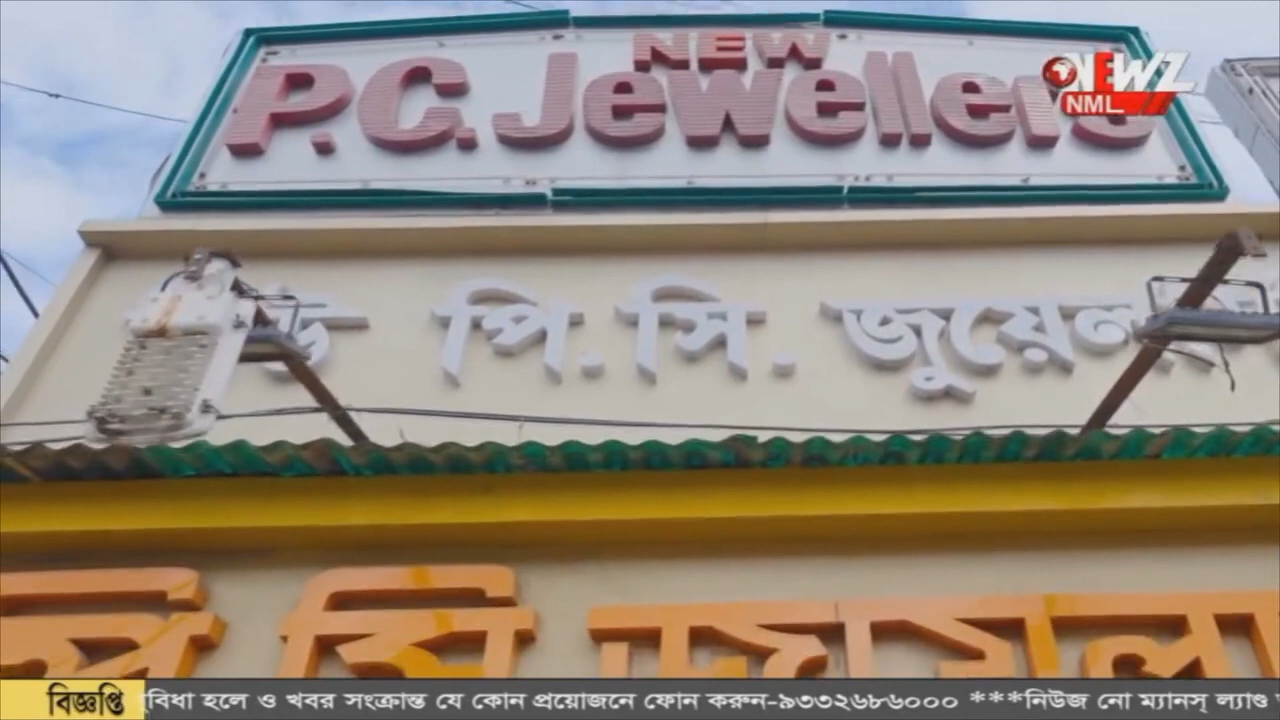 NEW
P.C. Jewellers
NEWZ
NML
পি.সি. জুয়েল
পি সি জুয়েলা
বিজ্ঞপ্তি
বিধা হলে ও খবর সংক্রান্ত যে কোন প্রয়োজনে ফোন করুন-৯৩৩২৬৮৬০০০ ***নিউজ নো ম্যানস্ ল্যাণ্ড